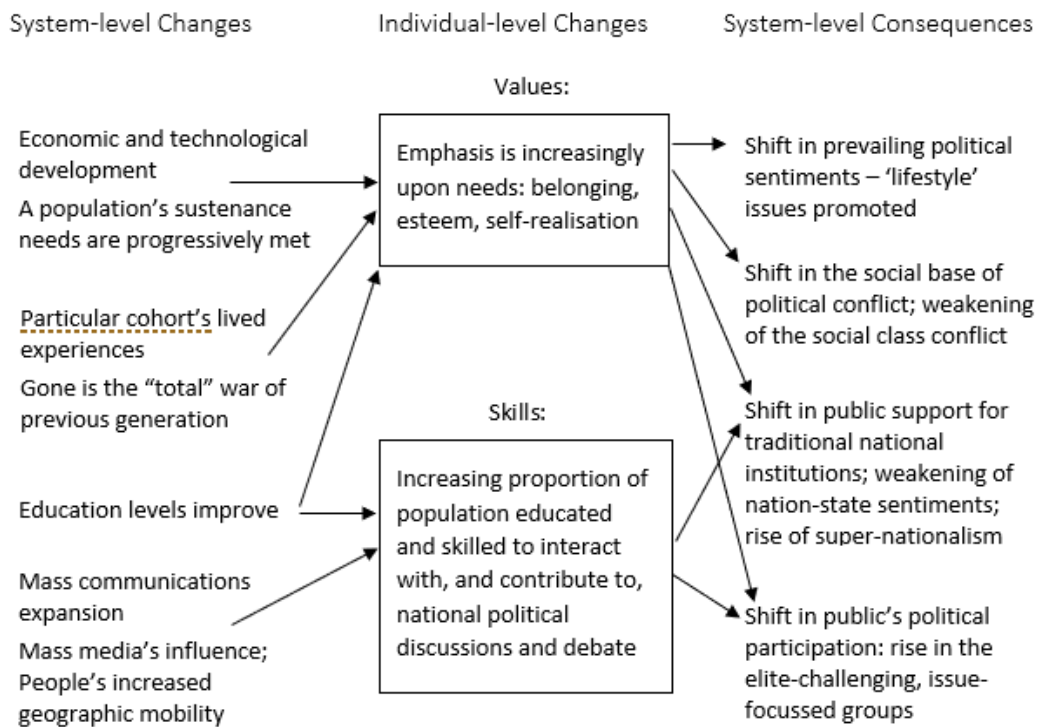 System-level Changes
Individual-level Changes
System-level Consequences
Economic and technological
development
A population's sustenance
needs are progressively met
Particular cohort's lived
experiences
Gone is the “total” war of
previous generation
Education levels improve
Mass communications
expansion
Mass media's influence;
People's increased
geographic mobility
Values:
Emphasis is increasingly
upon needs: belonging,
esteem, self-realisation
Skills:
Increasing proportion of
population educated
and skilled to interact
with, and contribute to,
national political
discussions and debate
Shift in prevailing political
sentiments – ‘lifestyle’
issues promoted
Shift in the social base of
political conflict; weakening
of the social class conflict
Shift in public support for
traditional national
institutions; weakening of
nation-state sentiments;
rise of super-nationalism
Shift in public's political
participation: rise in the
elite-challenging, issue-
focussed groups